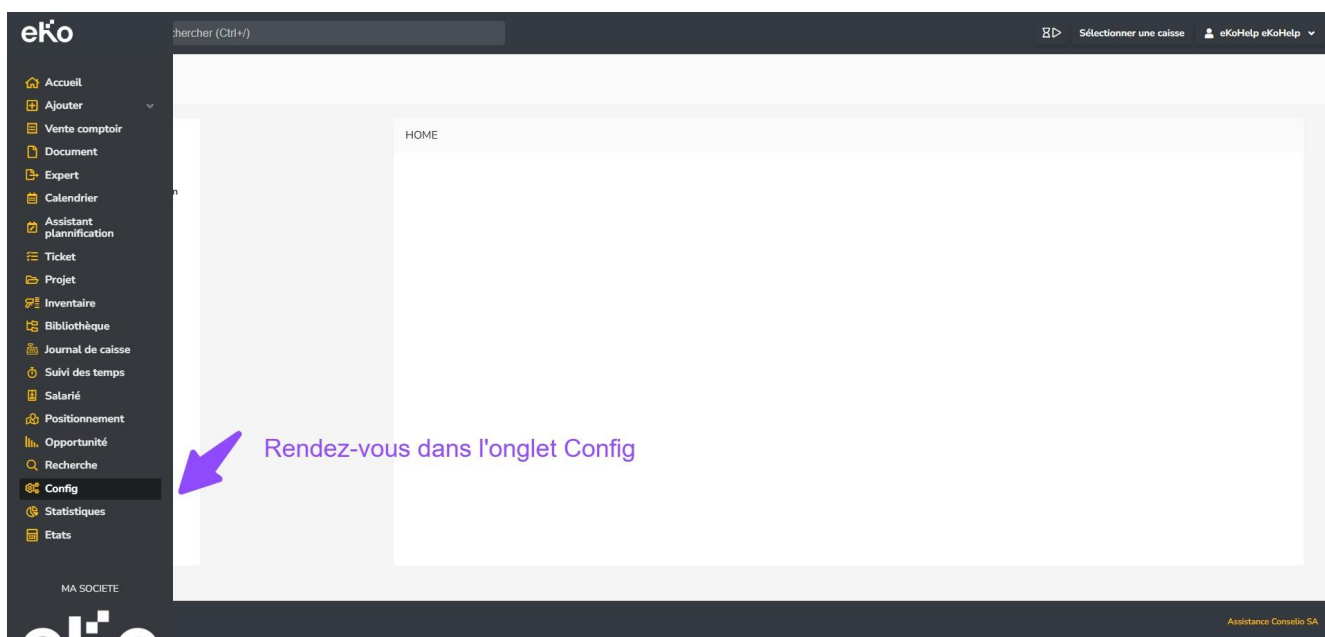 eko
chercher (Ctrl+/)
Sélectionner une caisse
eKoHelp eKoHelp
Accueil
Ajouter
Vente comptoir
HOME
Document
Expert
Calendrier
n
Assistant
plannification
Ticket
Projet
Inventaire
Bibliothèque
Journal de caisse
Suivi des temps
Salarié
Positionnement
Opportunité
Rendez-vous dans l'onglet Config
Recherche
Config
Statistiques
Etats
MA SOCIETE
Assistance Conselio SA